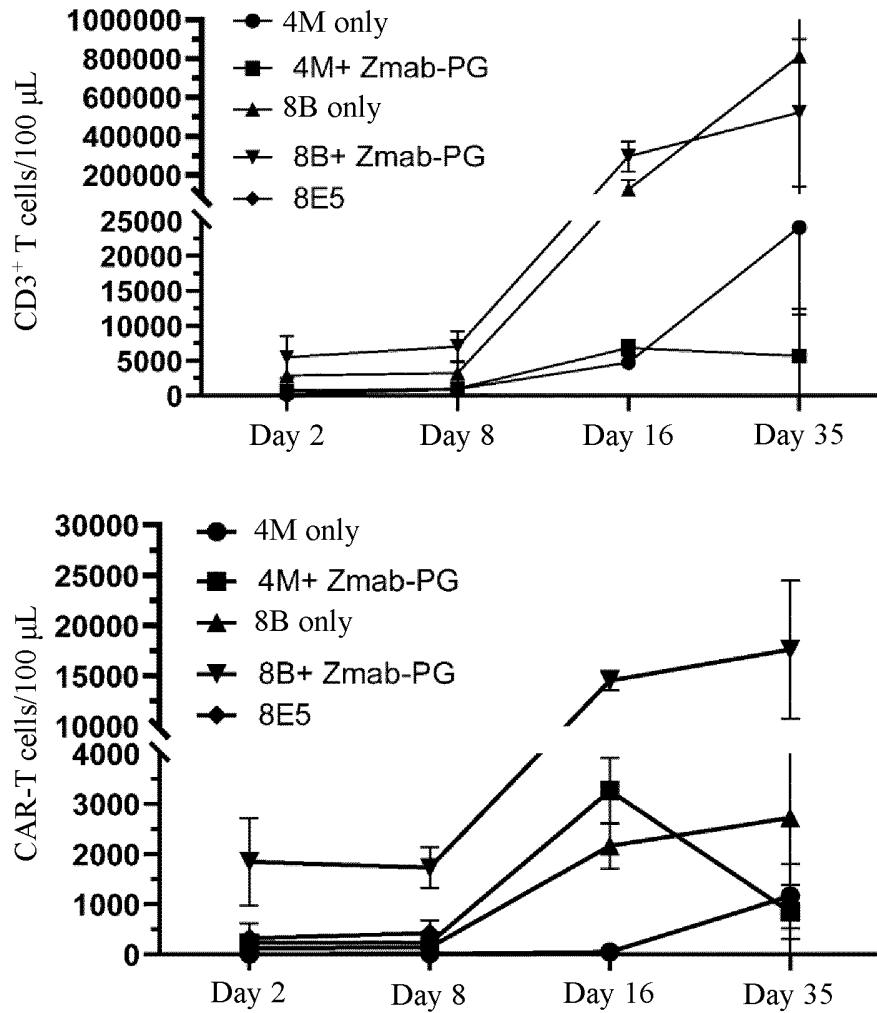 CD3+ T cells/100 μL
1000000
800000
600000
400000
200000
25000
20000
15000
10000
5000
0
4M only
4M+ Zmab-PG
8B only
8B+ Zmab-PG
8E5
Day 2 Day 8 Day 16 Day 35
CAR-T cells/100 μL
30000
25000
20000
15000
10000
4000
3000
2000
1000
0
4M only
4M+ Zmab-PG
8B only
8B+ Zmab-PG
8E5
Day 2 Day 8 Day 16 Day 35